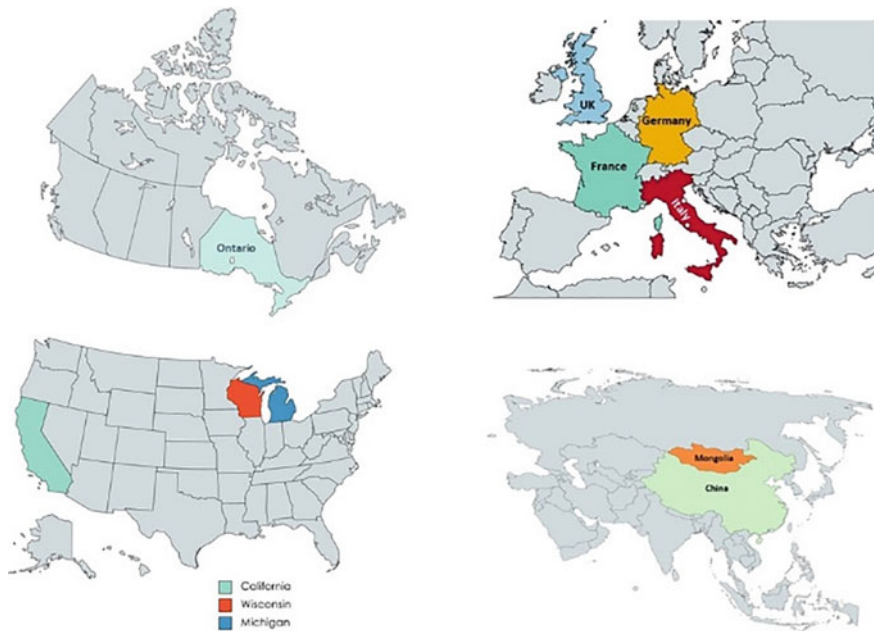 Ontario
UK
Germany
France
Italy
California
Wisconsin
Michigan
Mongolia
China